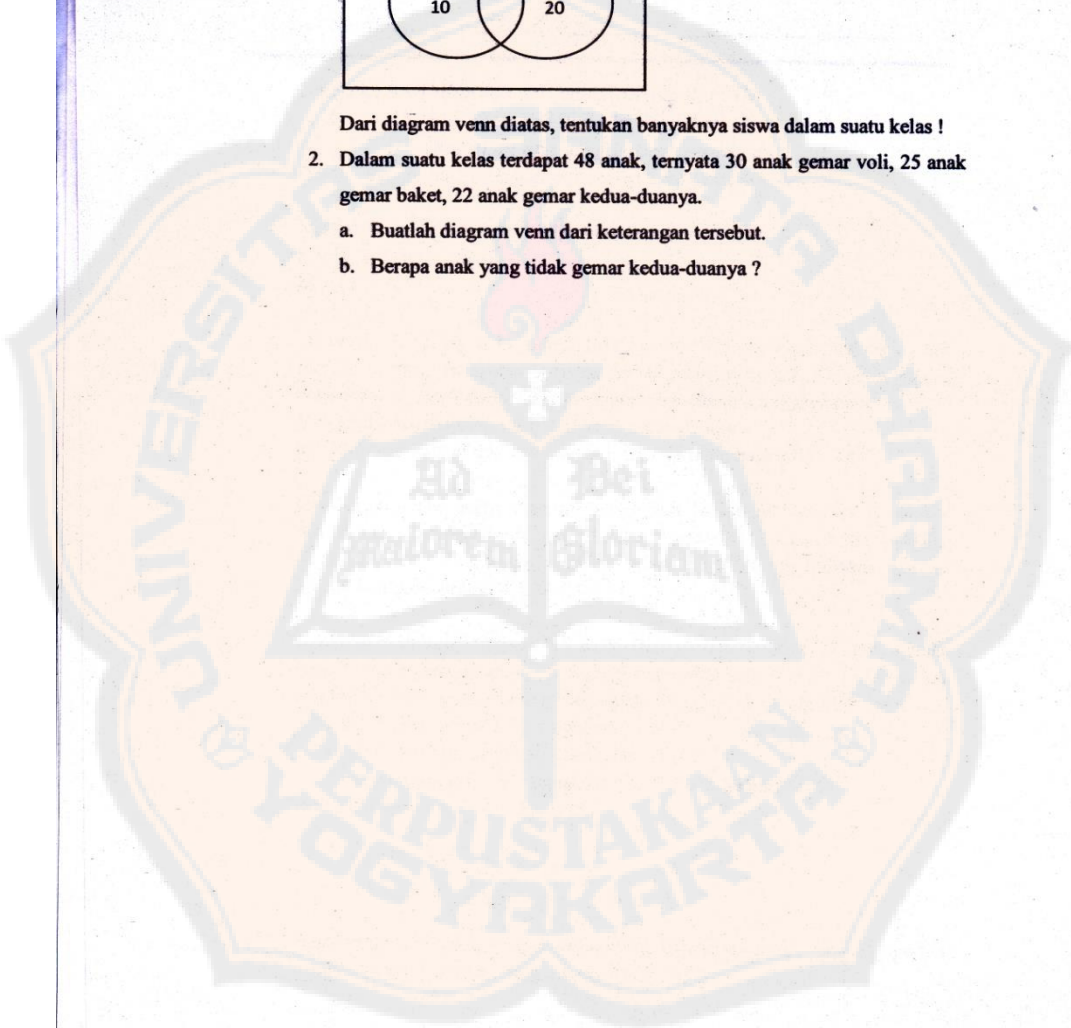 10 20
Dari diagram venn diatas, tentukan banyaknya siswa dalam suatu kelas !
2. Dalam suatu kelas terdapat 48 anak, ternyata 30 anak gemar voli, 25 anak
gemar baket, 22 anak gemar kedua-duanya.
a. Buatlah diagram venn dari keterangan tersebut.
b. Berapa anak yang tidak gemar kedua-duanya ?
UNIVERSITAS SANATA DHARMA
Ad Dei
maiorem Gloriam
PERPUSTAKAAN
YOGYAKARTA